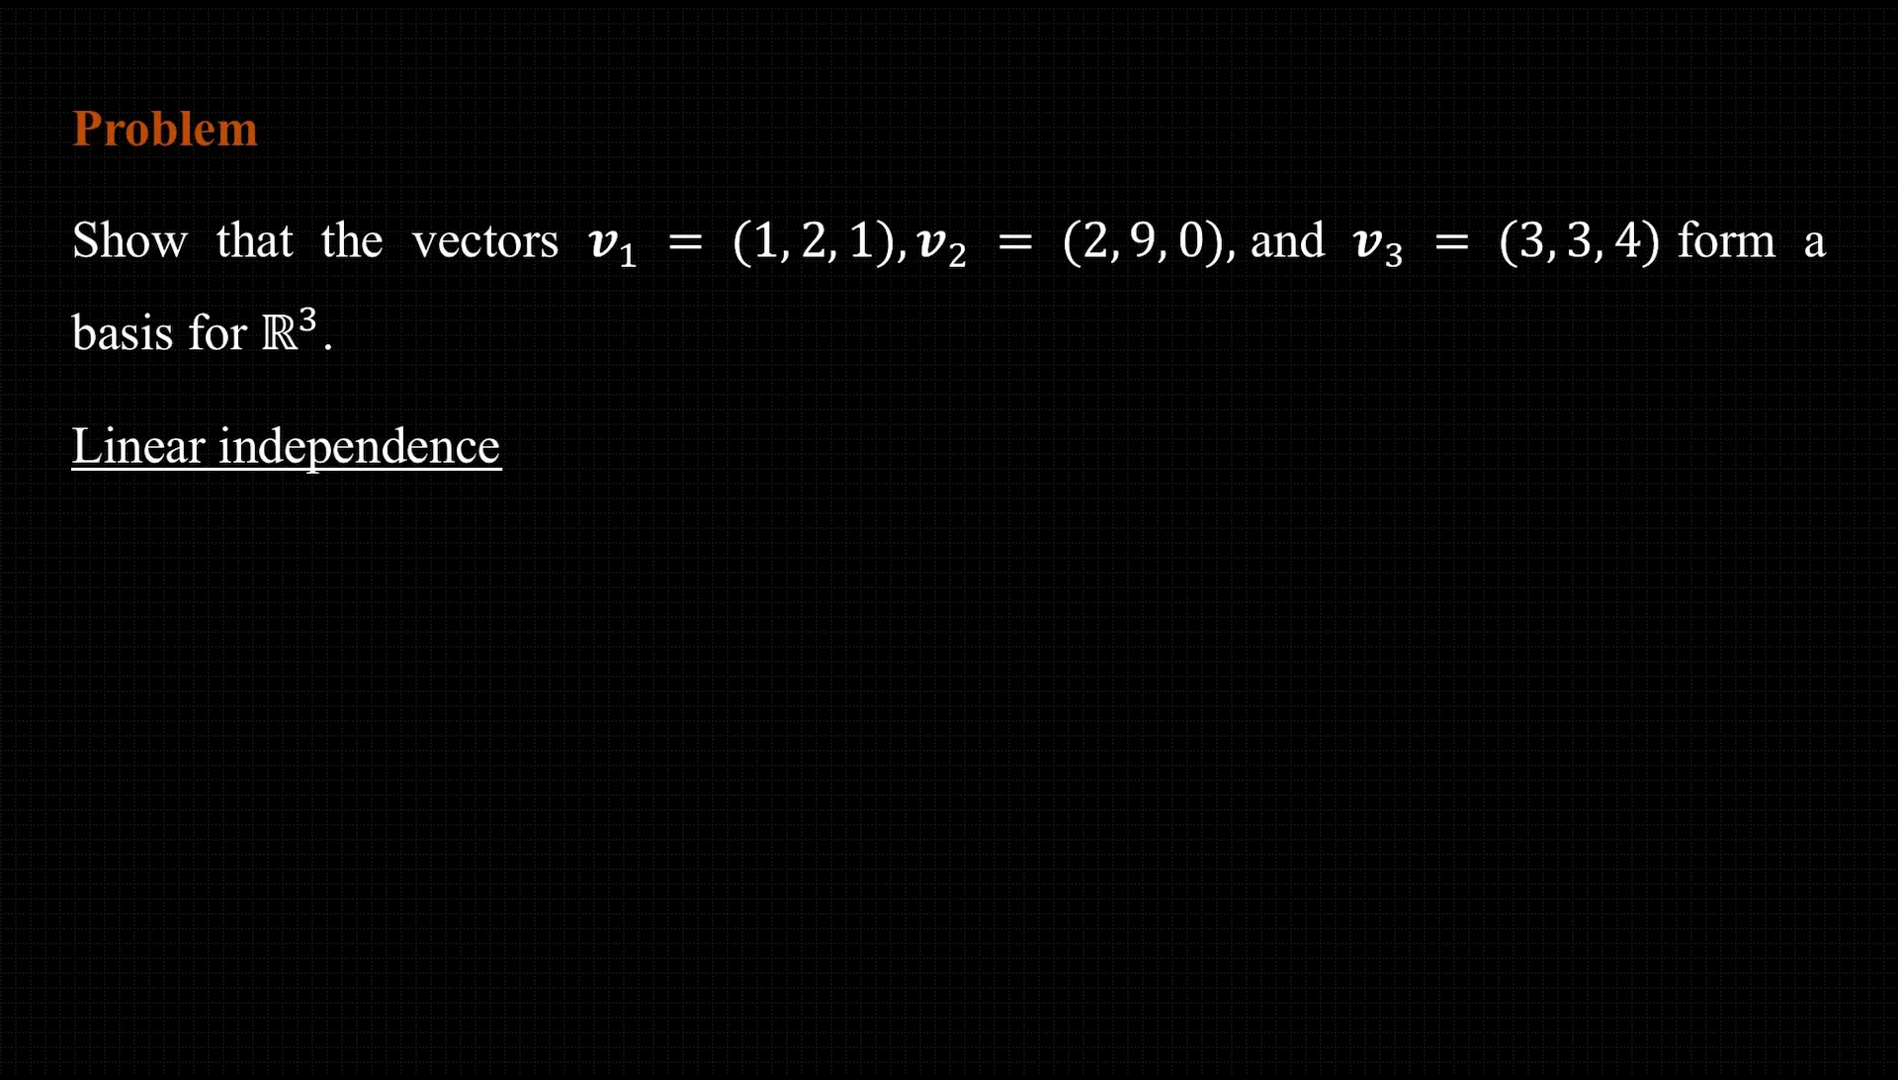 Problem
Show that the vectors 𝒗₁ = (1, 2, 1), 𝒗₂ = (2, 9, 0), and 𝒗₃ = (3, 3, 4) form a
basis for ℝ³.
Linear independence